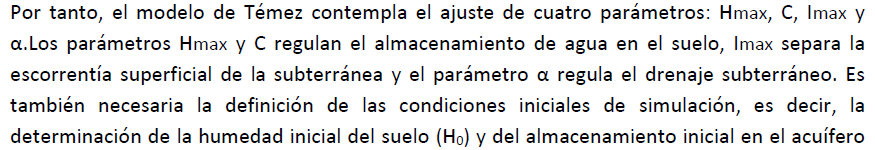 Por tanto, el modelo de Témez contempla el ajuste de cuatro parámetros: Hmax, C, Imax y
α.Los parámetros Hmax y C regulan el almacenamiento de agua en el suelo, Imax separa la
escorrentía superficial de la subterránea y el parámetro α regula el drenaje subterráneo. Es
también necesaria la definición de las condiciones iniciales de simulación, es decir, la
determinación de la humedad inicial del suelo (H₀) y del almacenamiento inicial en el acuífero